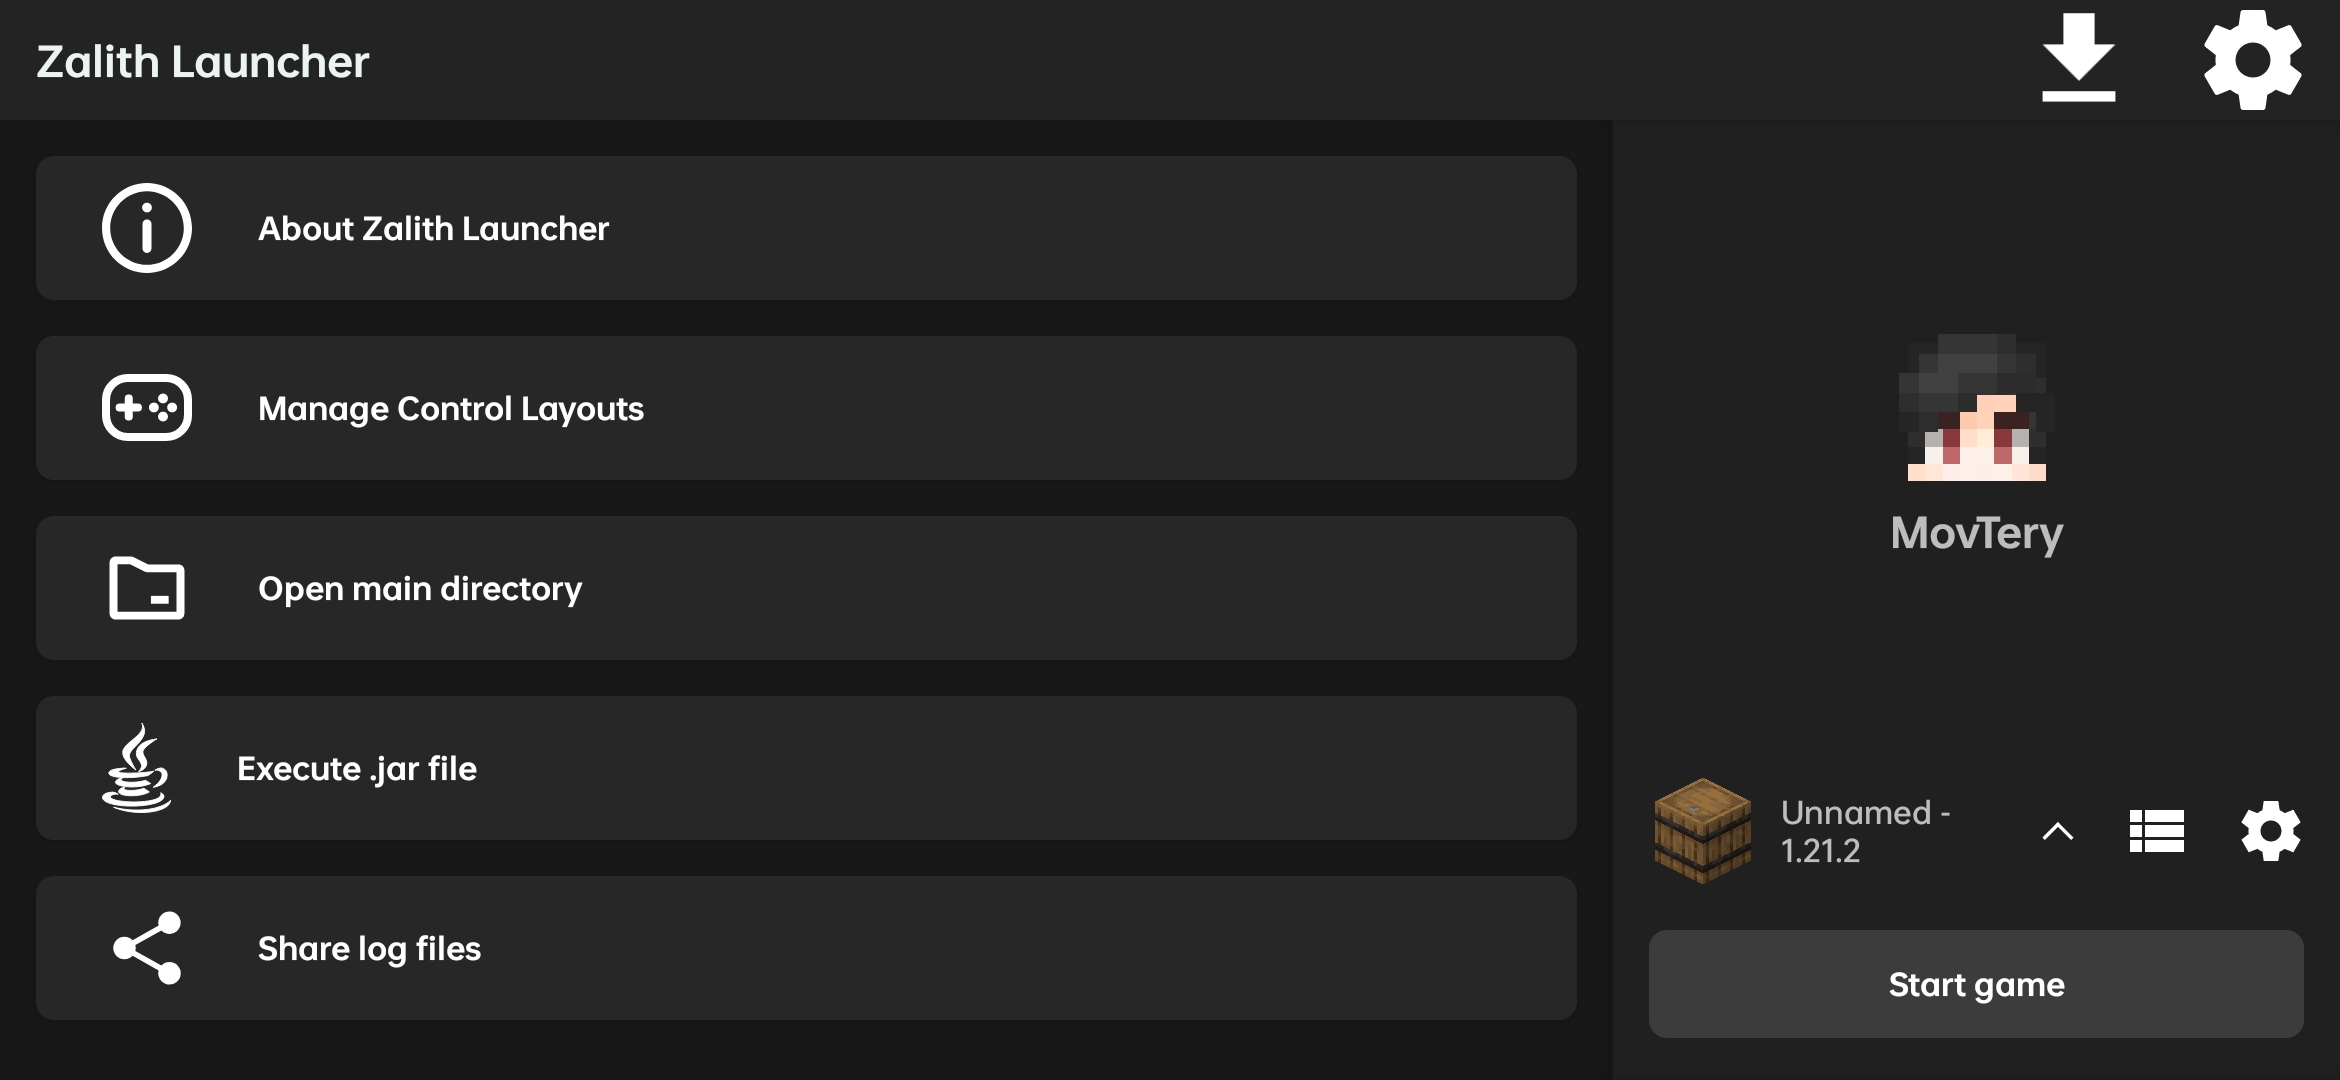 Zalith Launcher
About Zalith Launcher
Manage Control Layouts
Open main directory
Execute .jar file
Share log files
MovTery
Unnamed -
1.21.2
Start game